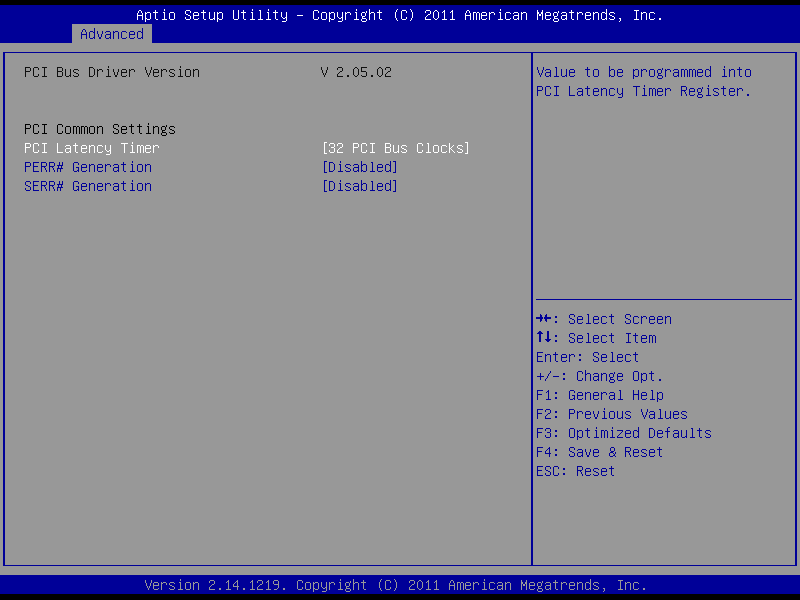 Aptio Setup Utility – Copyright (C) 2011 American Megatrends, Inc.
Advanced
PCI Bus Driver Version V 2.05.02
PCI Common Settings
PCI Latency Timer [32 PCI Bus Clocks]
PERR# Generation [Disabled]
SERR# Generation [Disabled]
Value to be programmed into
PCI Latency Timer Register.
→←: Select Screen
↑↓: Select Item
Enter: Select
+/-: Change Opt.
F1: General Help
F2: Previous Values
F3: Optimized Defaults
F4: Save & Reset
ESC: Reset
Version 2.14.1219. Copyright (C) 2011 American Megatrends, Inc.